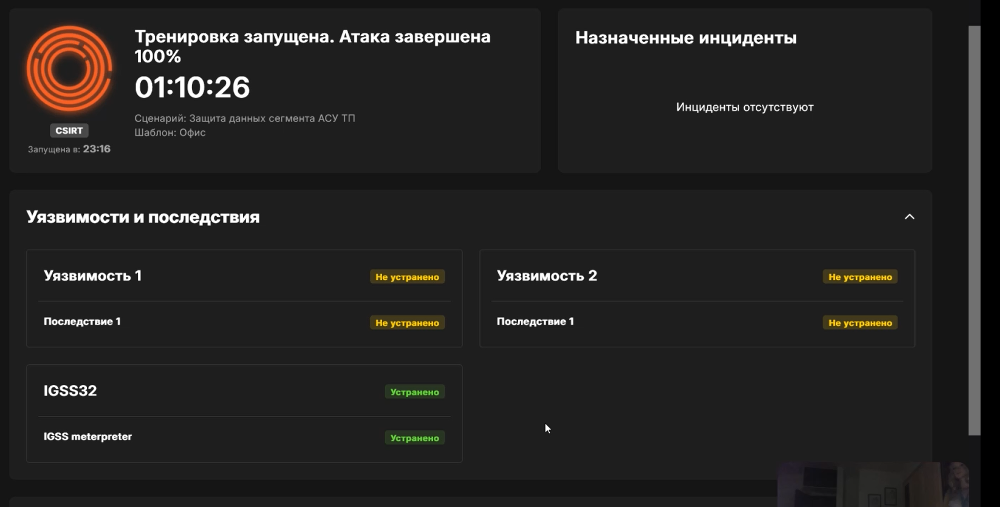 Тренировка запущена. Атака завершена
100%
01:10:26
Сценарий: Защита данных сегмента АСУ ТП
Шаблон: Офис
CSIRT
Запущена в: 23:16
Назначенные инциденты
Инциденты отсутствуют
Уязвимости и последствия
Уязвимость 1
Не устранено
Последствие 1
Не устранено
Уязвимость 2
Не устранено
Последствие 1
Не устранено
IGSS32
Устранено
IGSS meterpreter
Устранено